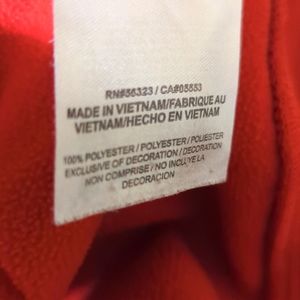 RN#56323 / CA#05553
MADE IN VIETNAM/FABRIQUE AU
VIETNAM/HECHO EN VIETNAM
100% POLYESTER / POLYESTER / POLIESTER
EXCLUSIVE OF DECORATION / DECORATION
NON COMPRISE / NO INCLUYE LA
DECORACION